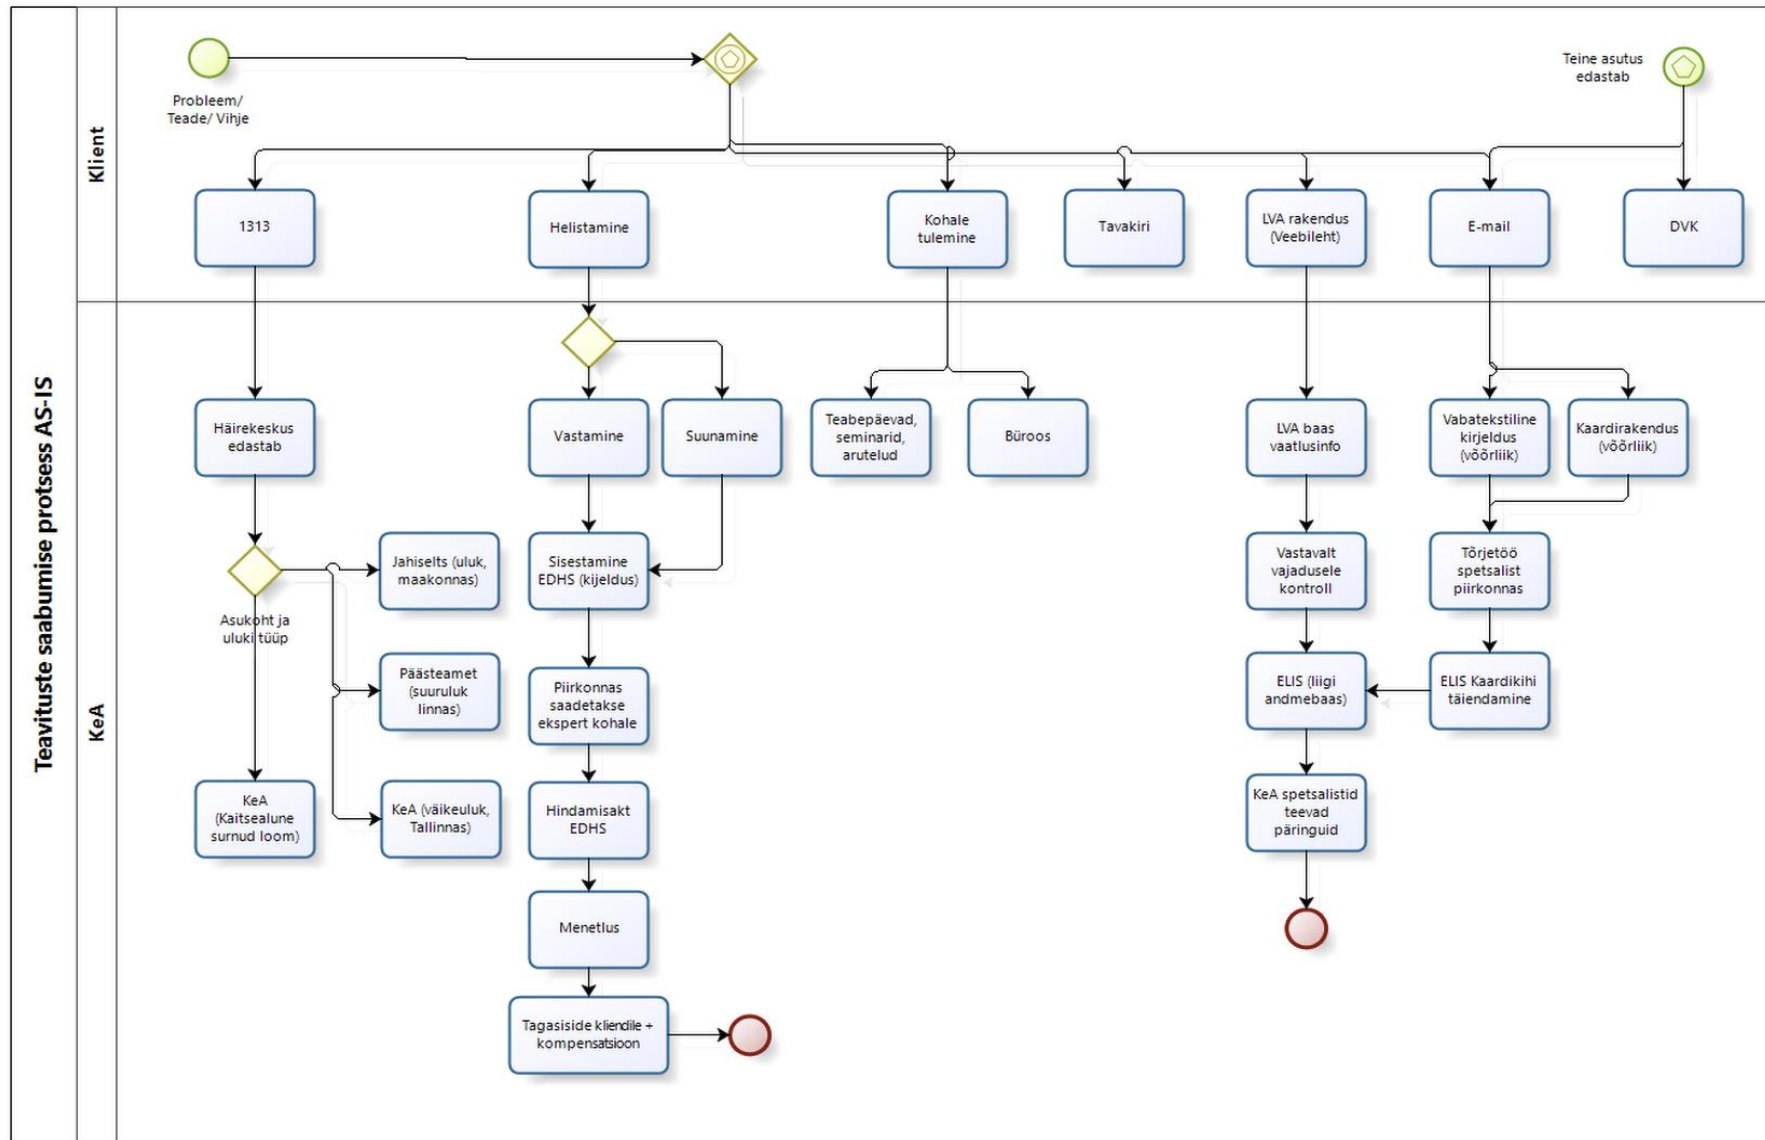 Teavituste saabumise protsess AS-IS
Klient
Probleem/
Teade/ Vihje
Teine asutus
edastab
1313
Helistamine
Kohale
tulemine
Tavakiri
LVA rakendus
(Veebileht)
E-mail
DVK
KeA
Häirekeskus
edastab
Vastamine
Suunamine
Teabepäevad,
seminarid,
arutelud
Büroos
LVA baas
vaatlusinfo
Vabatekstiline
kirjeldus
(võõrliik)
Kaardirakendus
(võõrliik)
Asukoht ja
uluki tüüp
Jahiselts (uluk,
maakonnas)
Sisestamine
EDHS (kijeldus)
Vastavalt
vajadusele
kontroll
Tõrjetöö
spetsalist
piirkonnas
Päästeamet
(suuruluk
linnas)
Piirkonnas
saadetakse
ekspert kohale
ELIS (liigi
andmebaas)
ELIS Kaardikihi
täiendamine
KeA
(Kaitsealune
surnud loom)
KeA (väikeuluk,
Tallinnas)
Hindamisakt
EDHS
KeA spetsalistid
teevad
päringuid
Menetlus
Tagasiside kliendile +
kompensatsioon